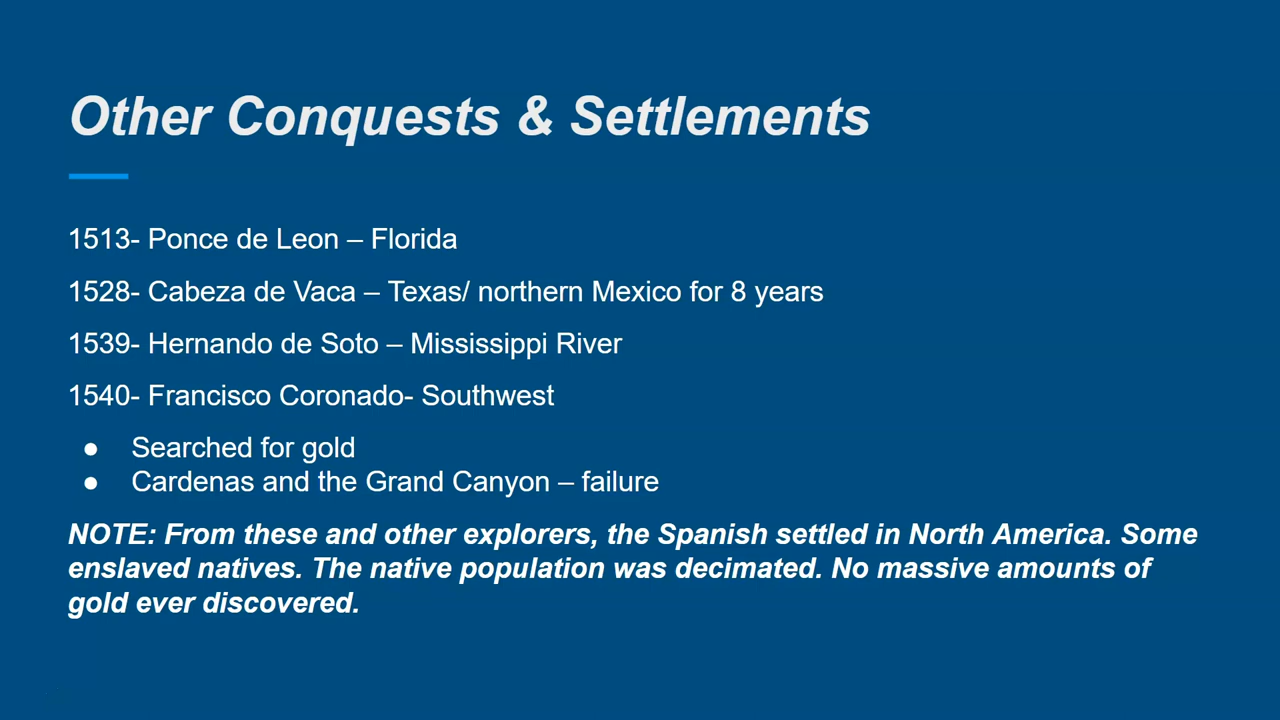 Other Conquests & Settlements
1513- Ponce de Leon – Florida
1528- Cabeza de Vaca – Texas/ northern Mexico for 8 years
1539- Hernando de Soto – Mississippi River
1540- Francisco Coronado- Southwest
● Searched for gold
● Cardenas and the Grand Canyon – failure
NOTE: From these and other explorers, the Spanish settled in North America. Some
enslaved natives. The native population was decimated. No massive amounts of
gold ever discovered.